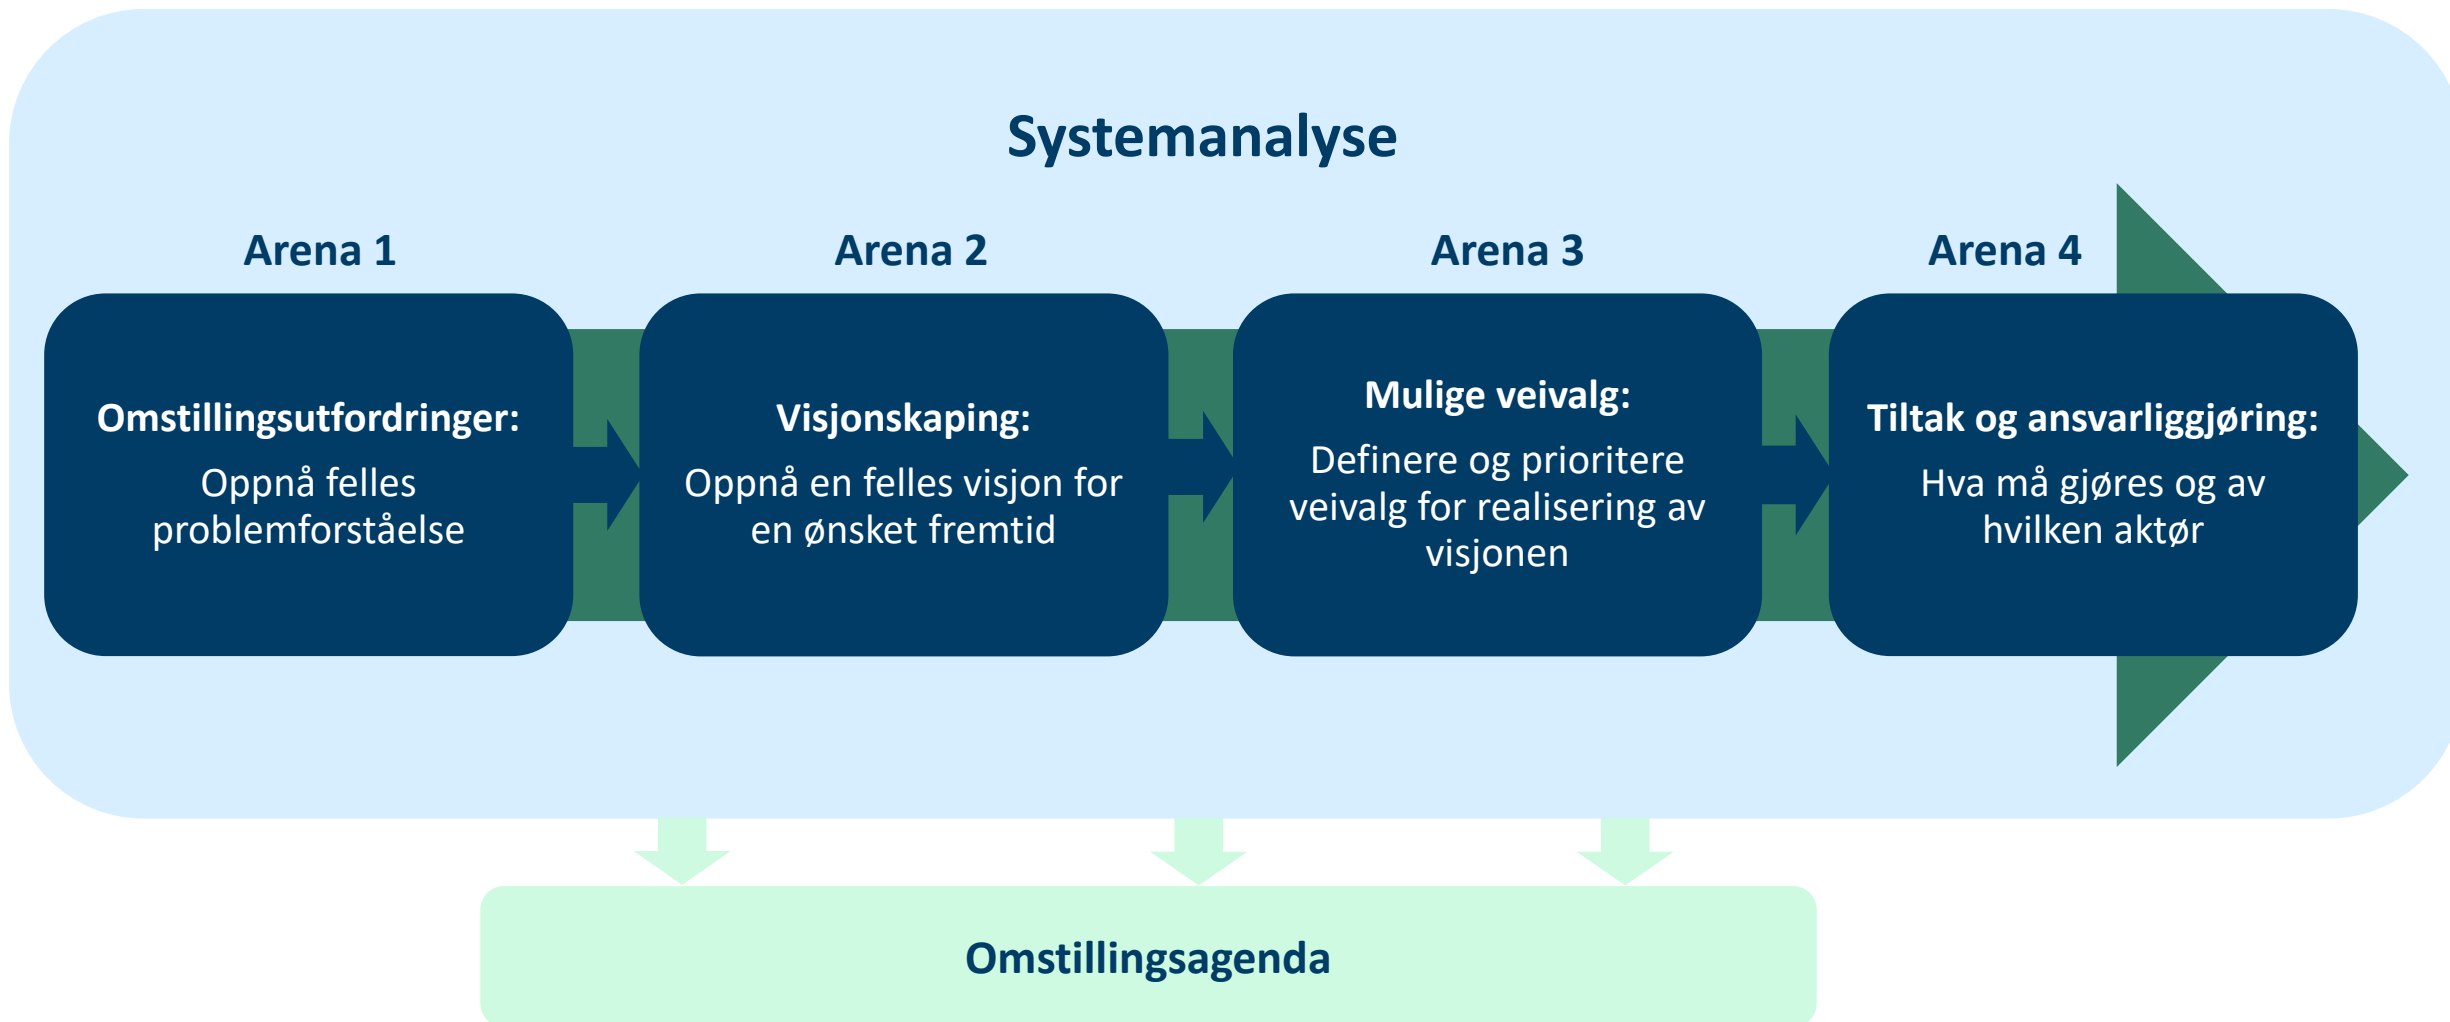 Systemanalyse
Arena 1
Arena 2
Arena 3
Arena 4
Omstillingsutfordringer:
Oppnå felles
problemforståelse
Visjonskaping:
Oppnå en felles visjon for
en ønsket fremtid
Mulige veivalg:
Definere og prioritere
veivalg for realisering av
visjonen
Tiltak og ansvarliggjøring:
Hva må gjøres og av
hvilken aktør
Omstillingsagenda